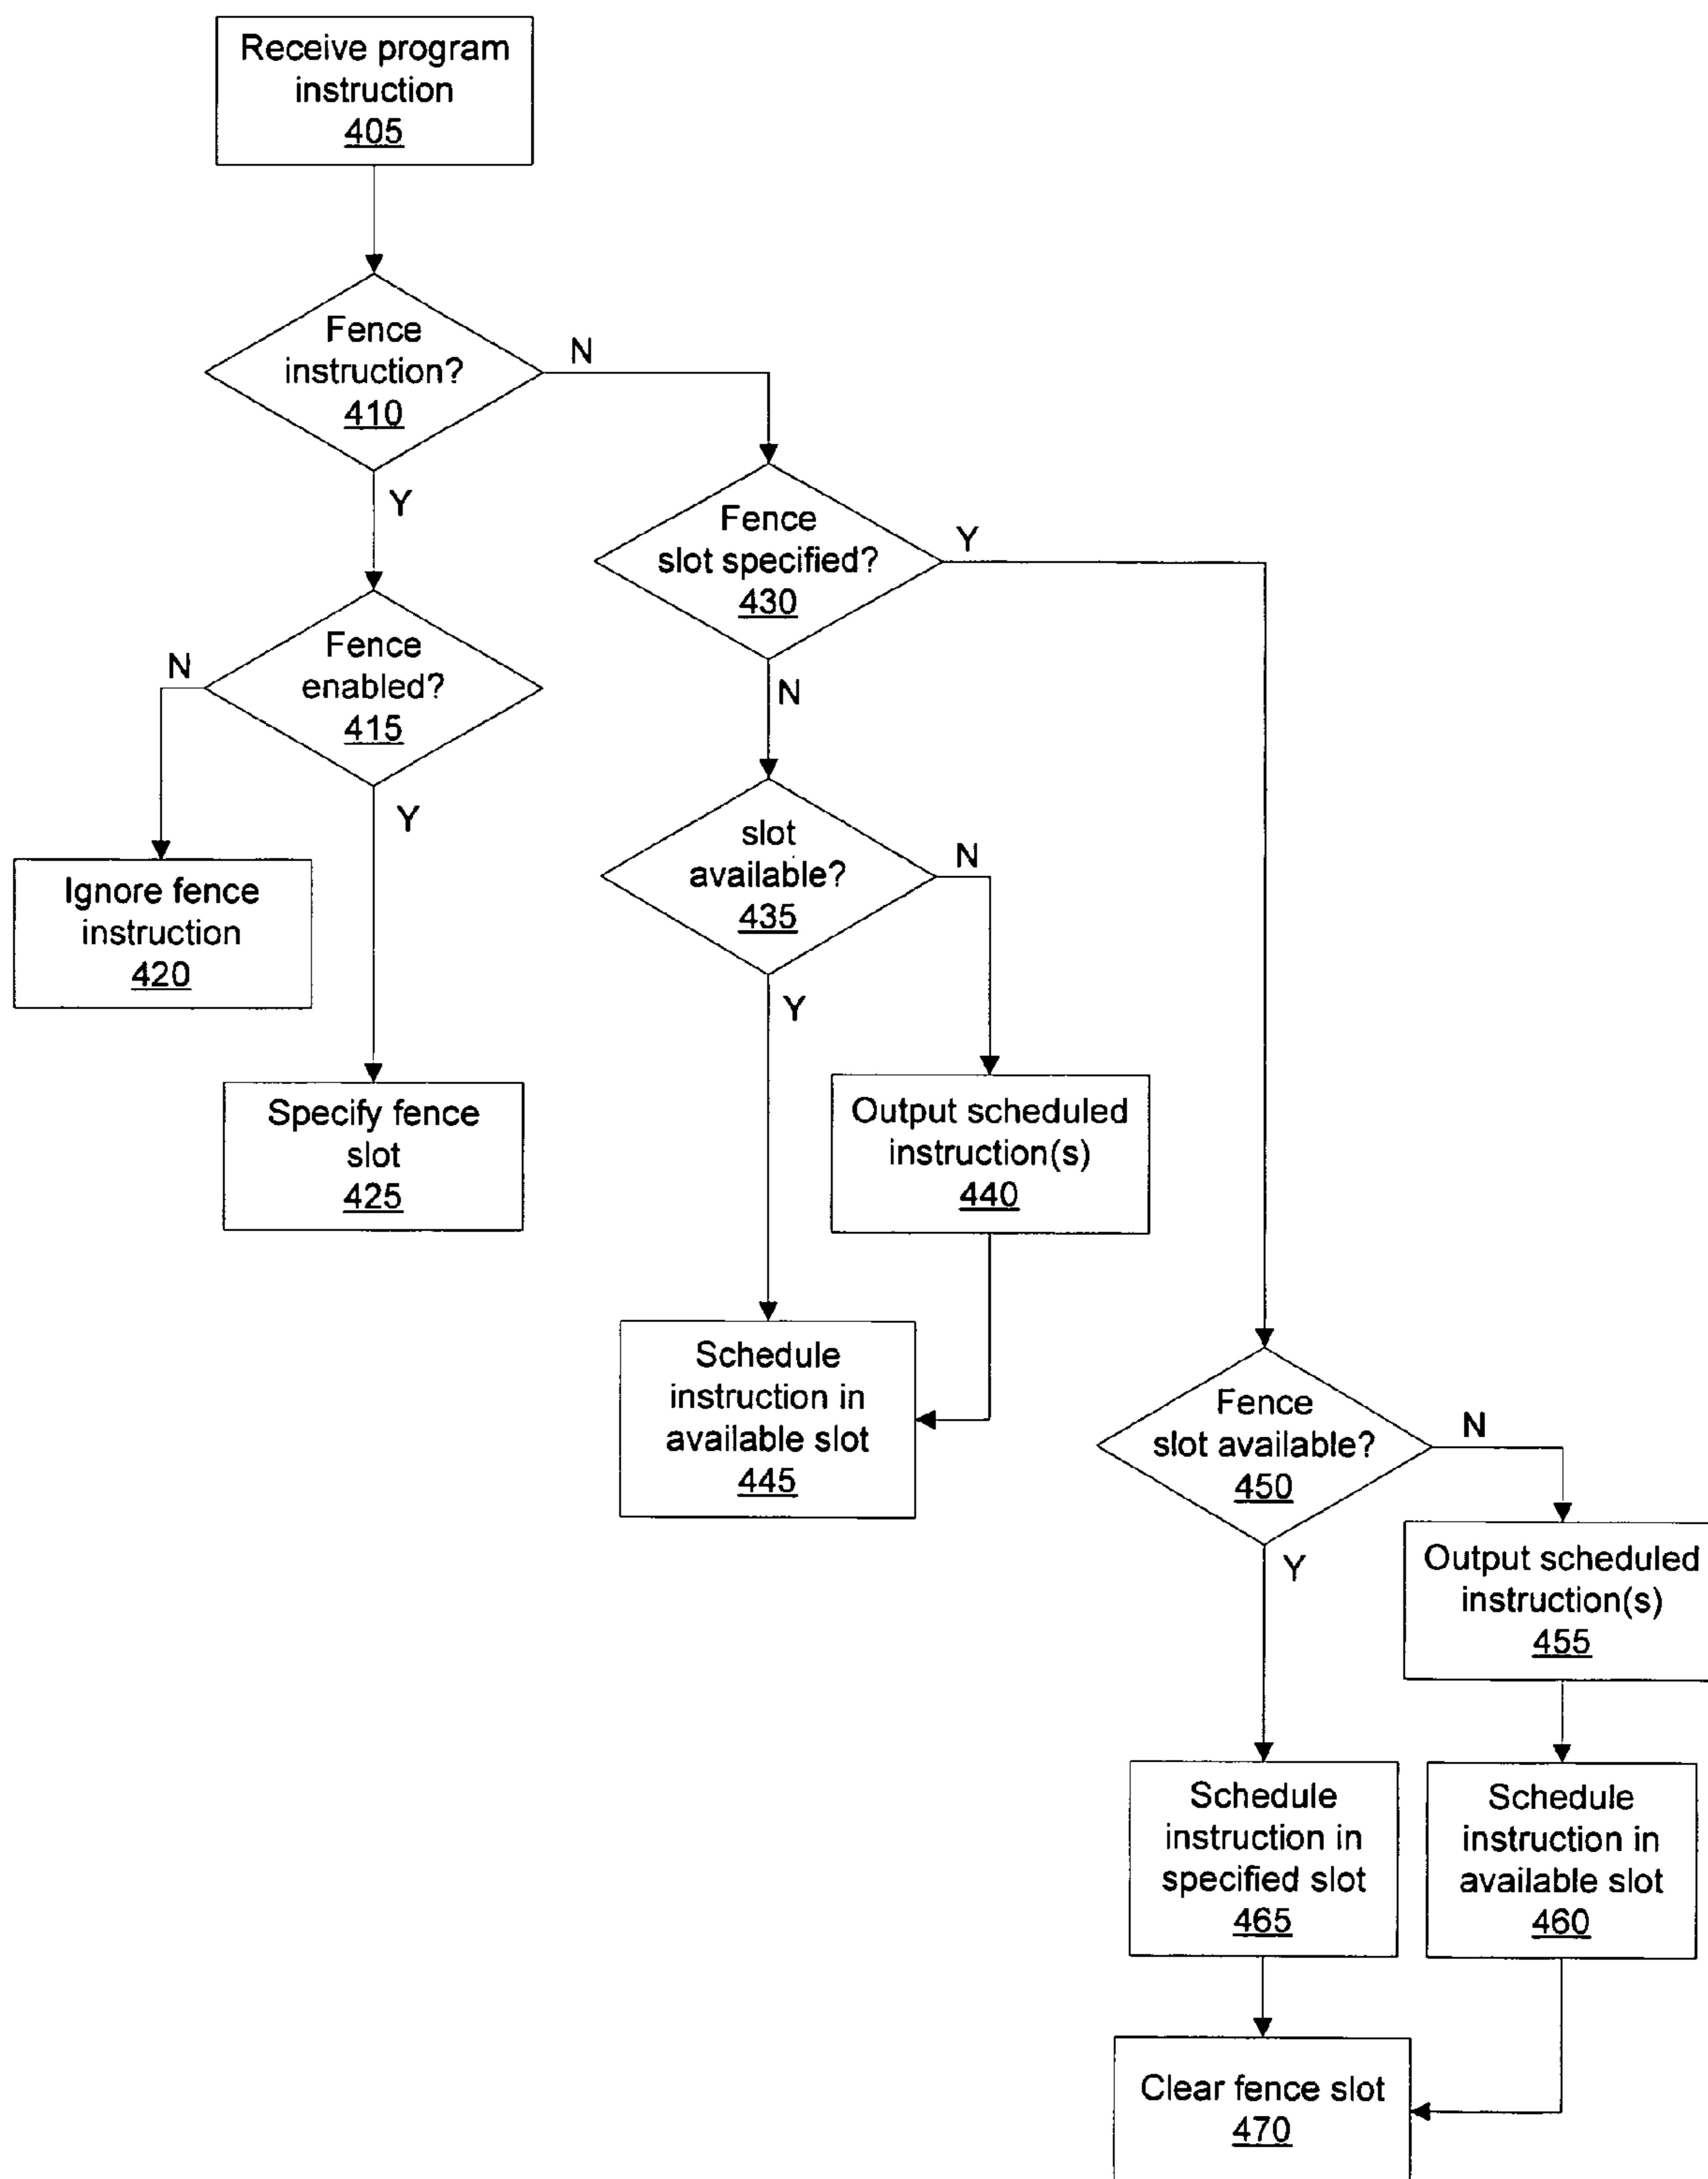 Receive program
instruction
405
Fence
instruction?
410
N
Y
Fence
slot specified?
430
Y
N
Fence
enabled?
415
N
Y
slot
available?
435
N
Y
Ignore fence
instruction
420
Specify fence
slot
425
Output scheduled
instruction(s)
440
Schedule
instruction in
available slot
445
Fence
slot available?
450
N
Y
Output scheduled
instruction(s)
455
Schedule
instruction in
specified slot
465
Schedule
instruction in
available slot
460
Clear fence slot
470